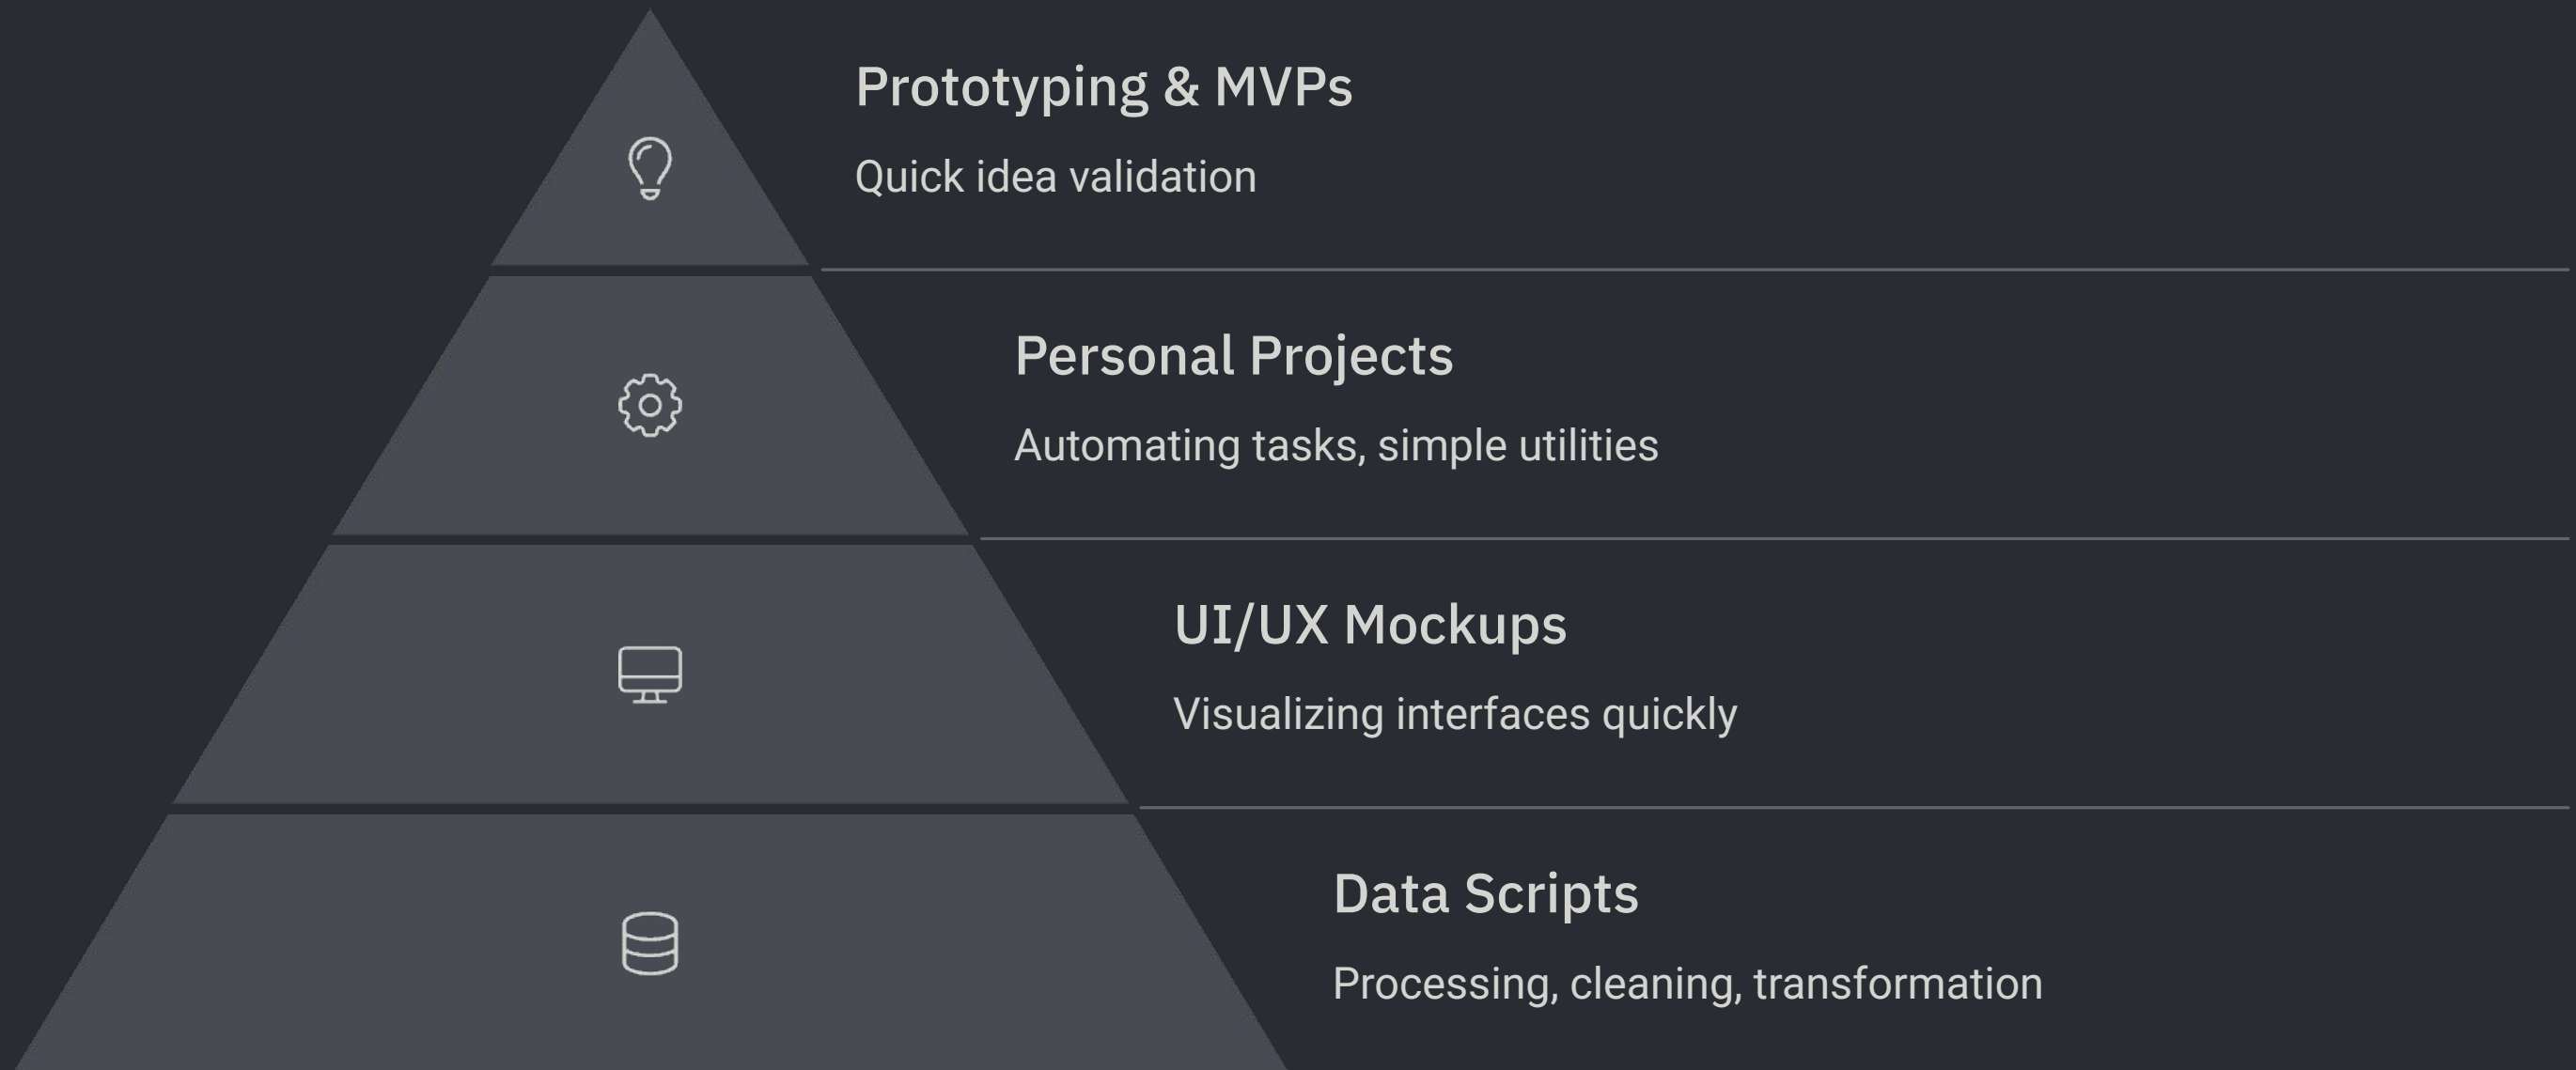 Prototyping & MVPs
Quick idea validation
Personal Projects
Automating tasks, simple utilities
UI/UX Mockups
Visualizing interfaces quickly
Data Scripts
Processing, cleaning, transformation